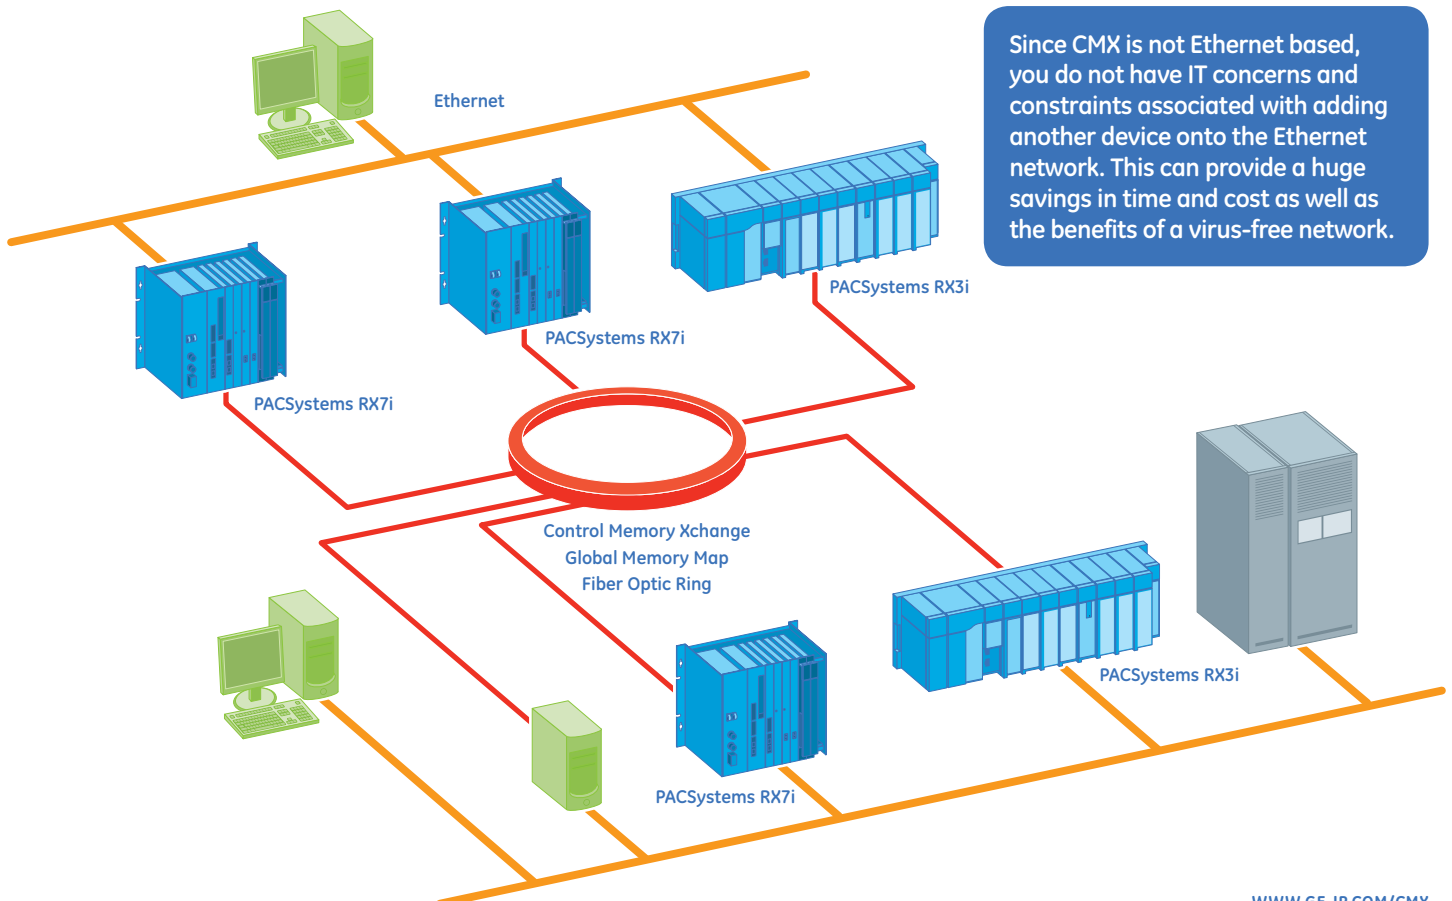 Since CMX is not Ethernet based,
you do not have IT concerns and
constraints associated with adding
another device onto the Ethernet
network. This can provide a huge
savings in time and cost as well as
the benefits of a virus-free network.
Ethernet
PACSystems RX3i
PACSystems RX7i
PACSystems RX7i
Control Memory Xchange
Global Memory Map
Fiber Optic Ring
PACSystems RX3i
PACSystems RX7i